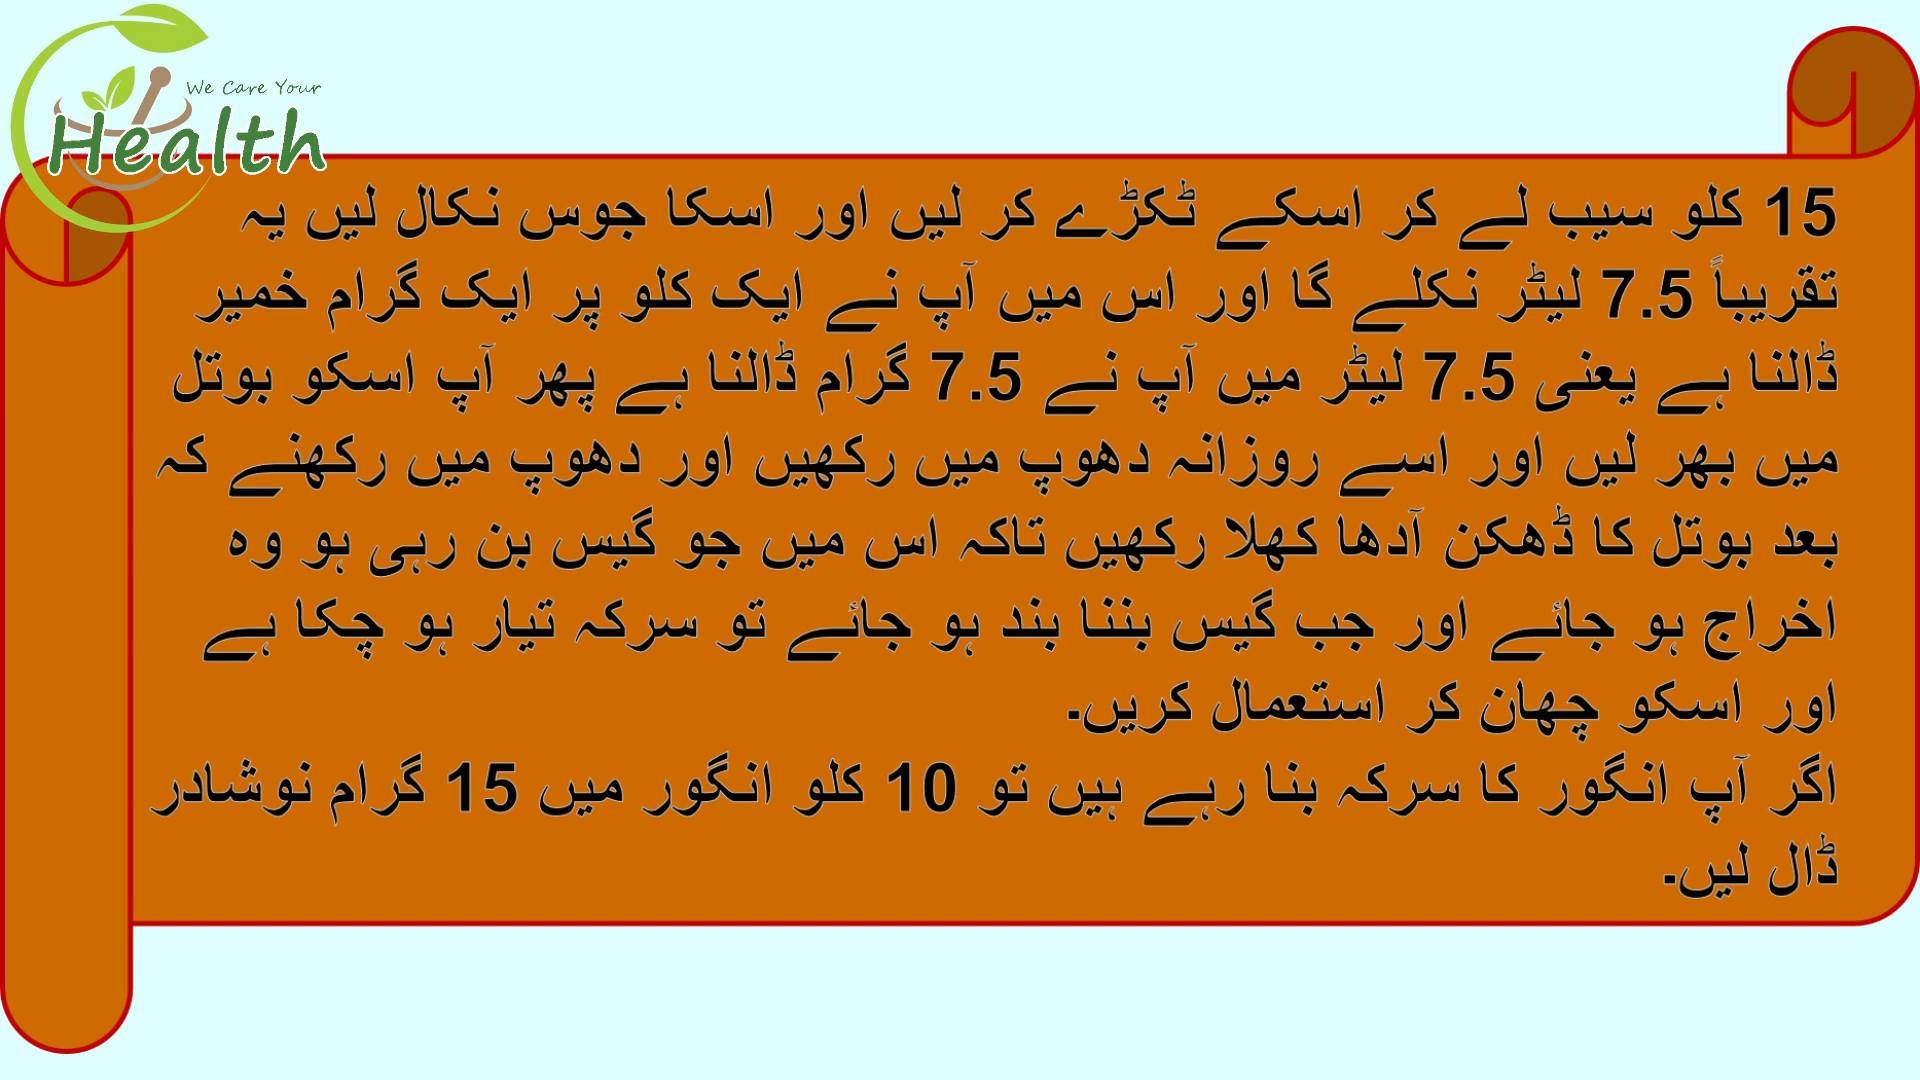 We Care Your
Health
15 کلو سیب لے کر اسکے ٹکڑے کر لیں اور اسکا جوس نکال لیں یہ
تقریباً 7.5 لیٹر نکلے گا اور اس میں آپ نے ایک کلو پر ایک گرام خمیر
ڈالنا ہے یعنی 7.5 لیٹر میں آپ نے 7.5 گرام ڈالنا ہے پھر آپ اسکو بوتل
میں بھر لیں اور اسے روزانہ دھوپ میں رکھیں اور دھوپ میں رکھنے کہ
بعد بوتل کا ڈھکن آدھا کھلا رکھیں تاکہ اس میں جو گیس بن رہی ہو وہ
اخراج ہو جائے اور جب گیس بننا بند ہو جائے تو سرکہ تیار ہو چکا ہے
اور اسکو چھان کر استعمال کریں۔
اگر آپ انگور کا سرکہ بنا رہے ہیں تو 10 کلو انگور میں 15 گرام نوشادر
ڈال لیں۔